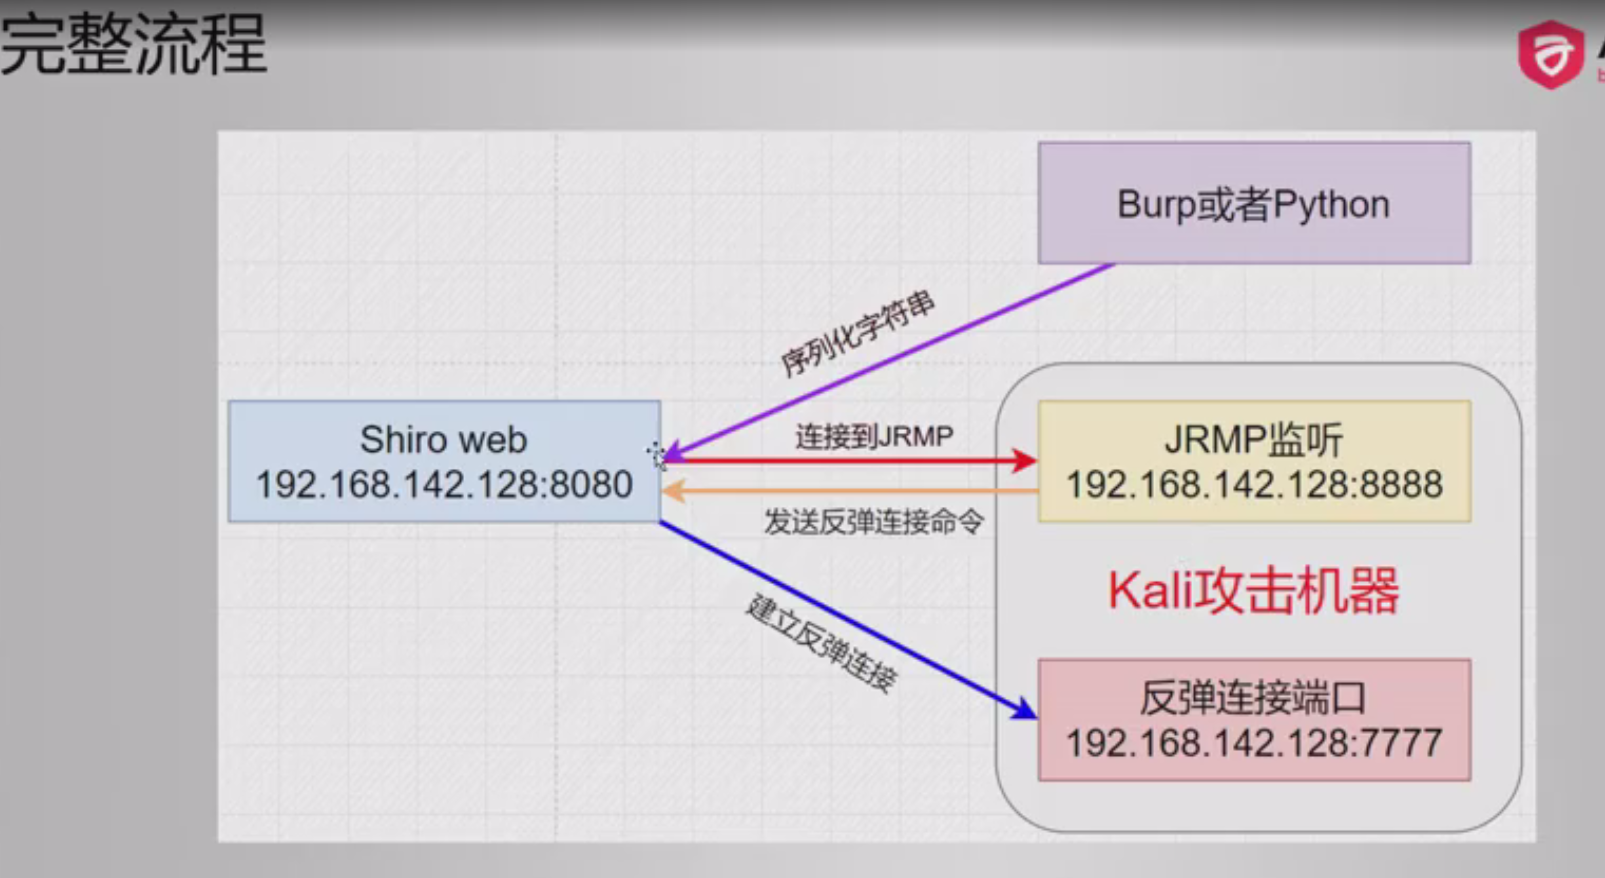 完整流程
Burp或者Python
序列化字符串
Shiro web
192.168.142.128:8080
连接到JRMP
发送反弹连接命令
JRMP监听
192.168.142.128:8888
Kali攻击机器
建立反弹连接
反弹连接端口
192.168.142.128:7777